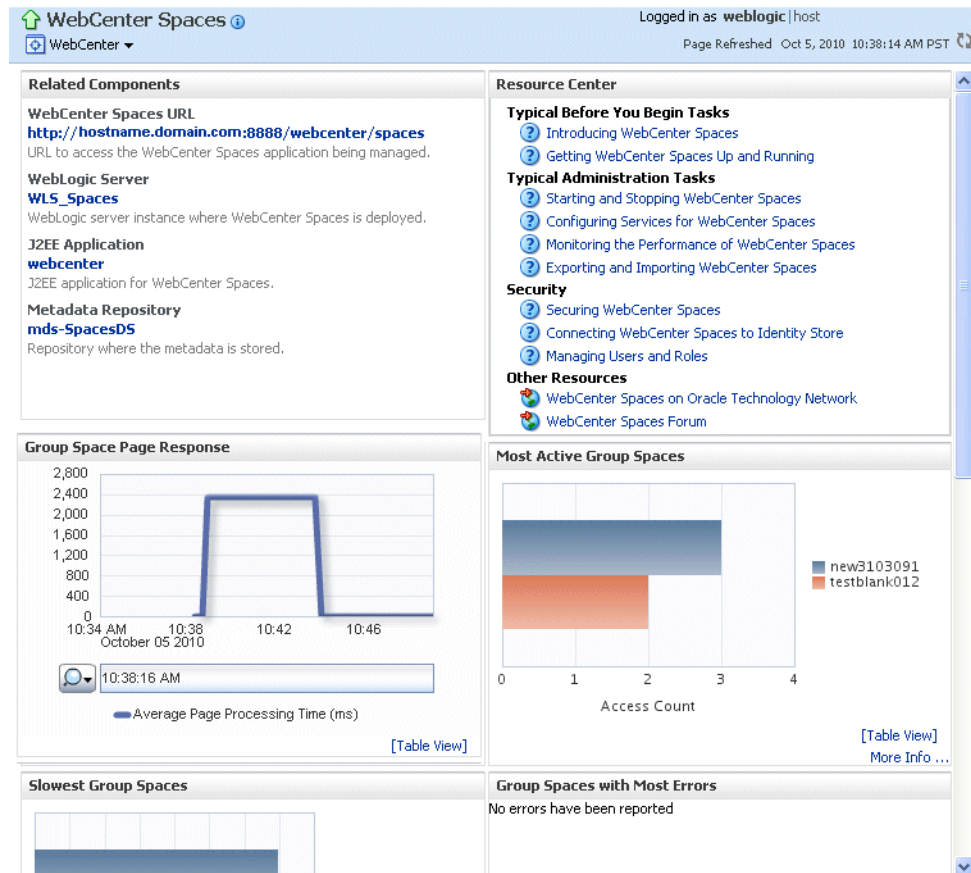 WebCenter Spaces
Logged in as weblogic|host
WebCenter
Page Refreshed Oct 5, 2010 10:38:14 AM PST
Related Components
WebCenter Spaces URL
http://hostname.domain.com:8888/webcenter/spaces
URL to access the WebCenter Spaces application being managed.
WebLogic Server
WLS_Spaces
WebLogic server instance where WebCenter Spaces is deployed.
J2EE Application
webcenter
J2EE application for WebCenter Spaces.
Metadata Repository
mds-SpacesDS
Repository where the metadata is stored.
Resource Center
Typical Before You Begin Tasks
Introducing WebCenter Spaces
Getting WebCenter Spaces Up and Running
Typical Administration Tasks
Starting and Stopping WebCenter Spaces
Configuring Services for WebCenter Spaces
Monitoring the Performance of WebCenter Spaces
Exporting and Importing WebCenter Spaces
Security
Securing WebCenter Spaces
Connecting WebCenter Spaces to Identity Store
Managing Users and Roles
Other Resources
WebCenter Spaces on Oracle Technology Network
WebCenter Spaces Forum
Group Space Page Response
2,800
2,400
2,000
1,600
1,200
800
400
0
10:34 AM 10:38 10:42 10:46
October 05 2010
10:38:16 AM
Average Page Processing Time (ms)
[Table View]
Most Active Group Spaces
new3103091
testblank012
0 1 2 3 4
Access Count
[Table View]
More Info ...
Slowest Group Spaces
Group Spaces with Most Errors
No errors have been reported